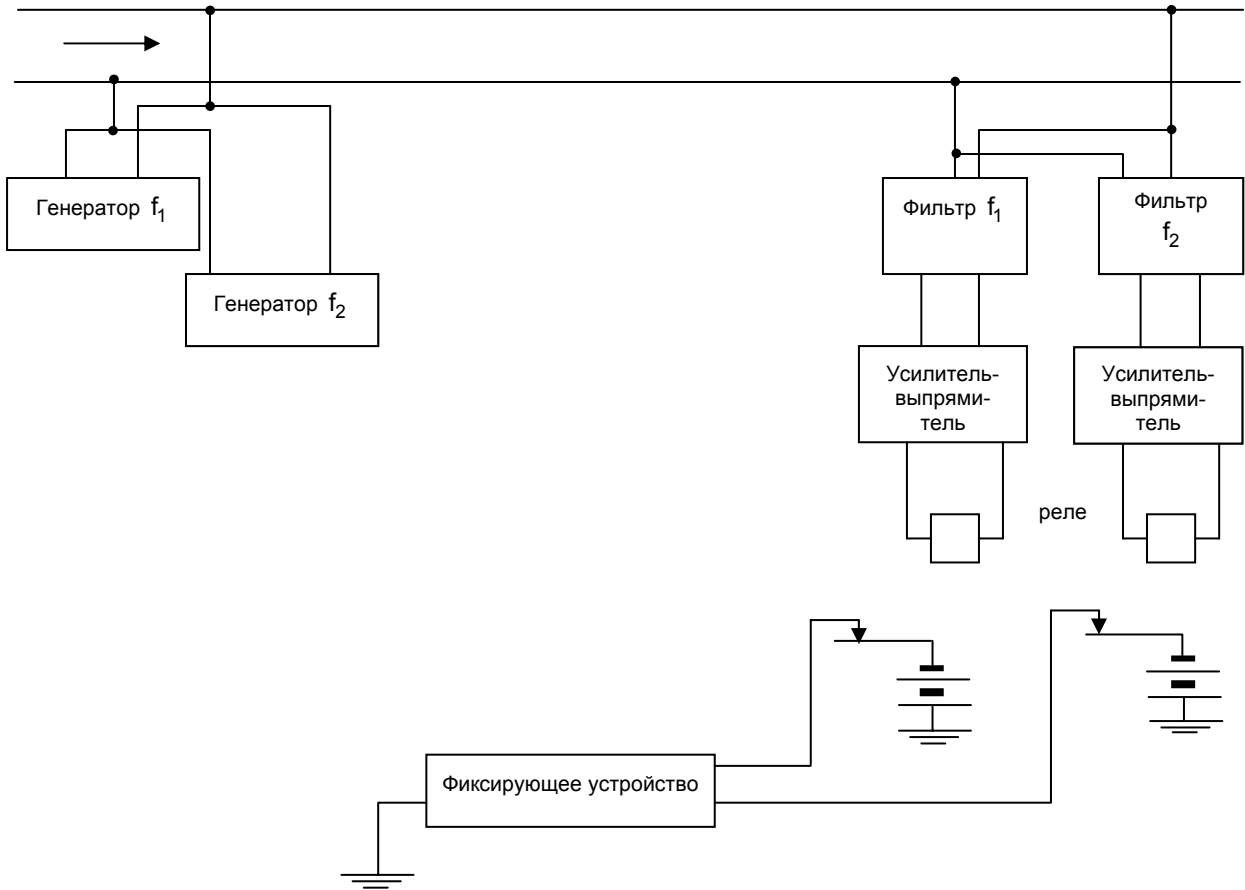 Генератор f1
Генератор f2
Фильтр f1
Фильтр
f2
Усилитель-
выпрями-
тель
Усилитель-
выпрями-
тель
реле
Фиксирующее устройство